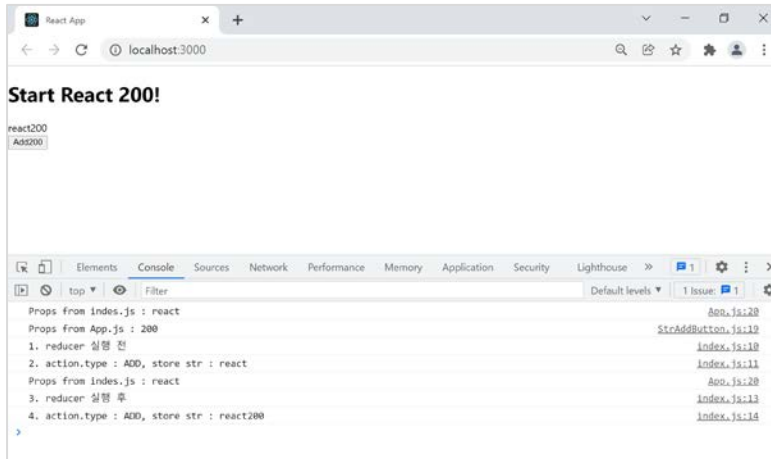 React App
localhost:3000
Start React 200!
react200
Add200
Elements Console Sources Network Performance Memory Application Security Lighthouse » 1
top ▼ Filter Default levels ▼ 1 Issue: 1
Props from indes.js : react App.js:20
Props from App.js : 200 StrAddButton.js:19
1. reducer 실행 전 index.js:10
2. action.type : ADD, store str : react index.js:11
Props from indes.js : react App.js:20
3. reducer 실행 후 index.js:13
4. action.type : ADD, store str : react200 index.js:14